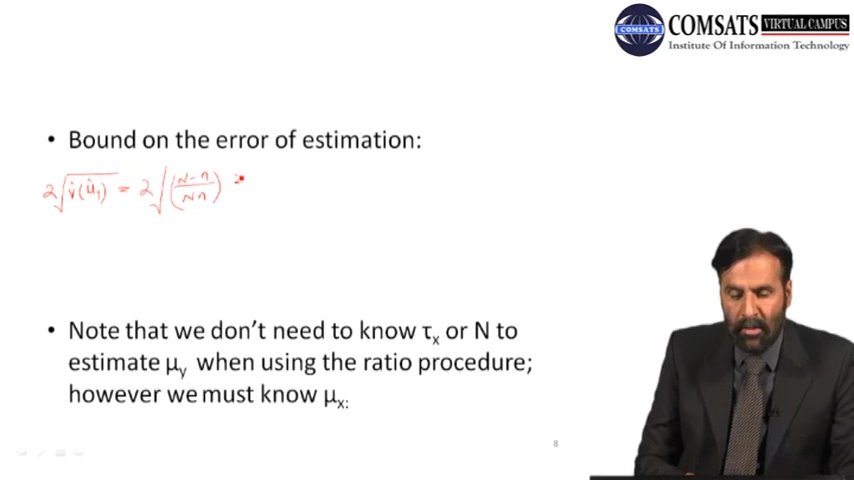 COMSATS VIRTUAL CAMPUS
Institute Of Information Technology
COMSATS
• Bound on the error of estimation:
2√V̂(μ̂₁) = 2√((N-n)/(Nn))
• Note that we don't need to know τₓ or N to
estimate μᵧ when using the ratio procedure;
however we must know μₓ: